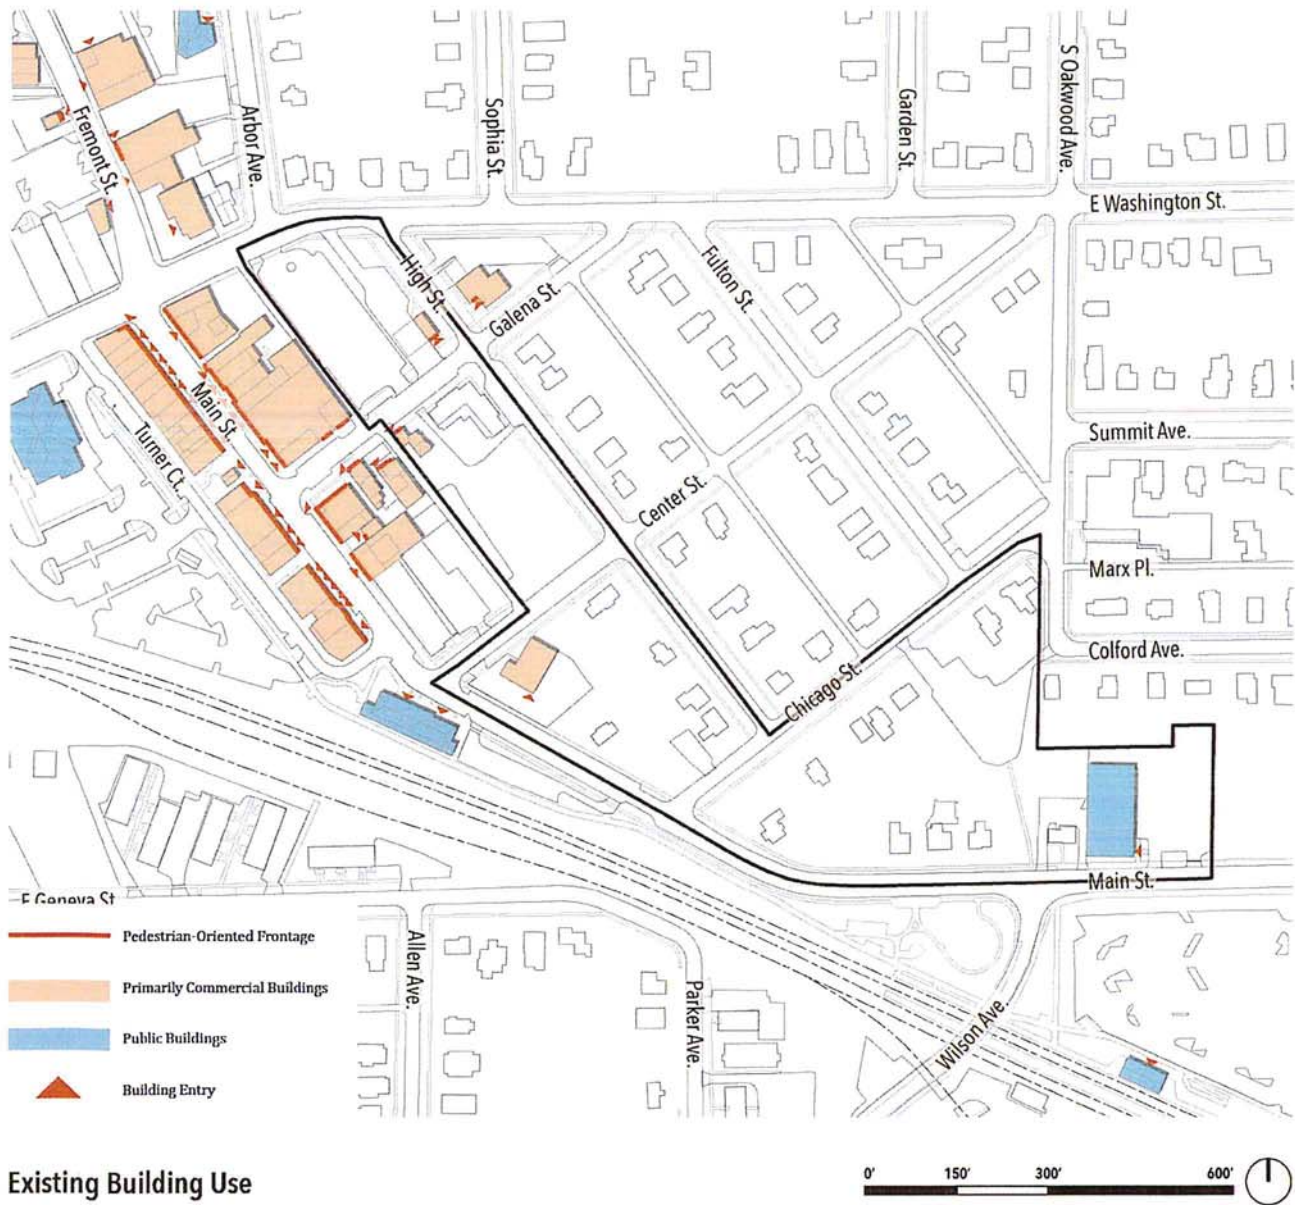 Fremont St.
Arbor Ave.
Sophia St.
Garden St.
S Oakwood Ave.
E Washington St.
High St.
Galena St.
Fulton St.
Main St.
Turner Ct.
Center St.
Summit Ave.
Marx Pl.
Colford Ave.
Chicago St.
Main St.
E Geneva St
Allen Ave.
Parker Ave.
Wilson Ave.
Pedestrian-Oriented Frontage
Primarily Commercial Buildings
Public Buildings
Building Entry
Existing Building Use
0' 150' 300' 600'